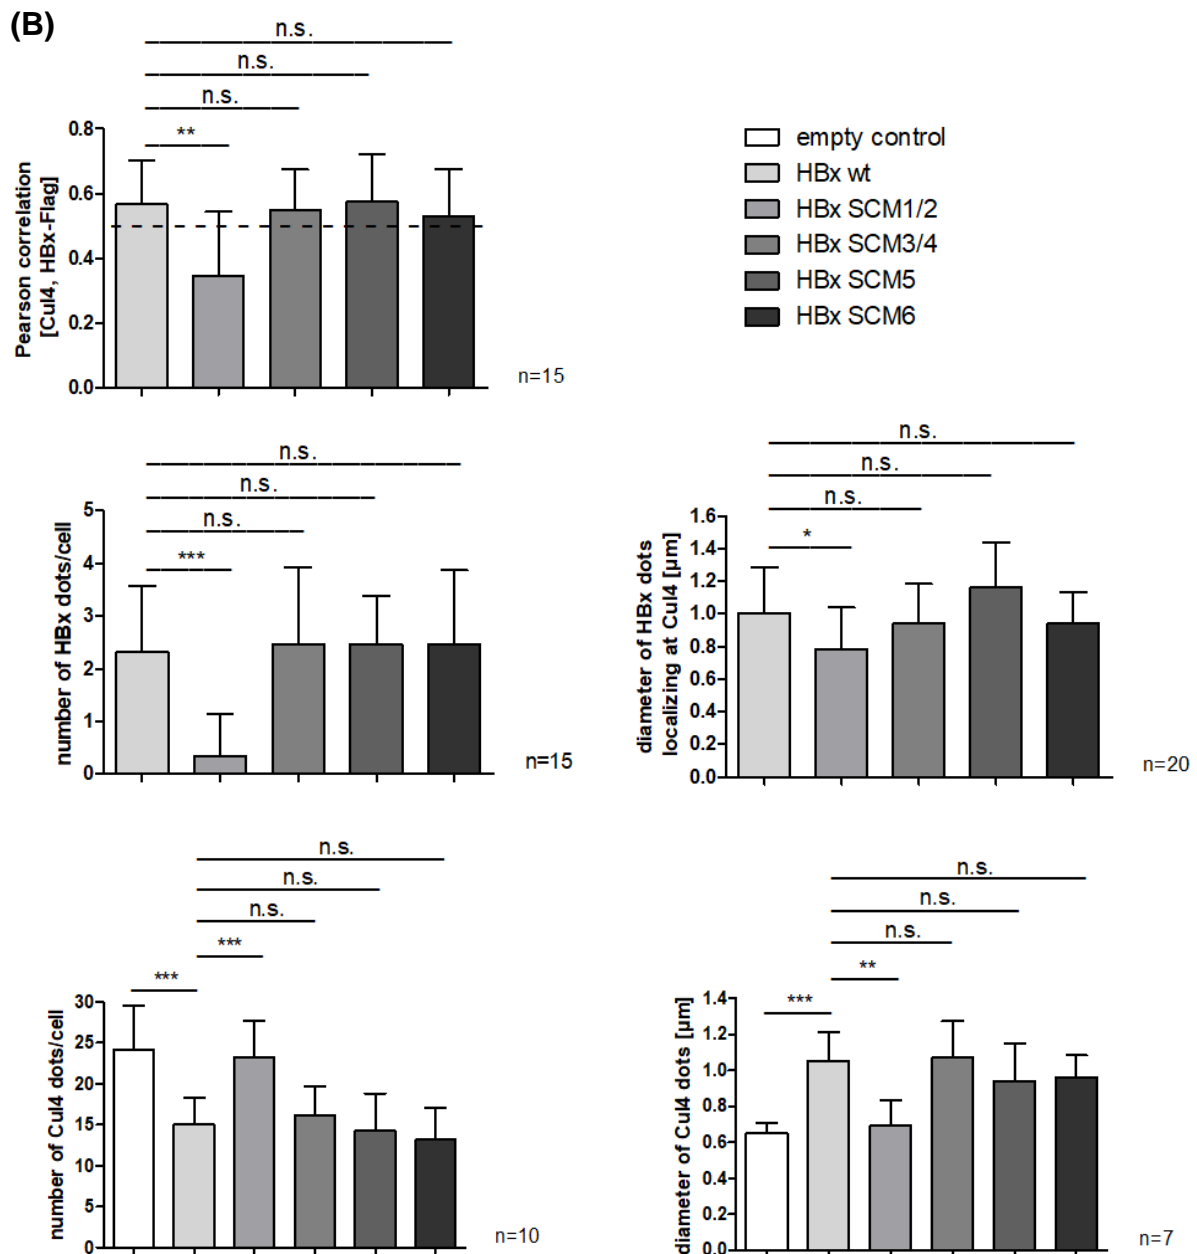 (B)
n.s.
n.s.
n.s.
**
0.8
0.6
0.4
0.2
0.0
Pearson correlation
[Cul4, HBx-Flag]
n=15
empty control
HBx wt
HBx SCM1/2
HBx SCM3/4
HBx SCM5
HBx SCM6
n.s.
n.s.
n.s.
***
5
4
3
2
1
0
number of HBx dots/cell
n=15
n.s.
n.s.
n.s.
*
1.6
1.4
1.2
1.0
0.8
0.6
0.4
0.2
0.0
diameter of HBx dots
localizing at Cul4 [µm]
n=20
n.s.
n.s.
n.s.
***
***
30
25
20
15
10
5
0
number of Cul4 dots/cell
n=10
n.s.
n.s.
n.s.
**
***
1.4
1.2
1.0
0.8
0.6
0.4
0.2
0.0
diameter of Cul4 dots [µm]
n=7